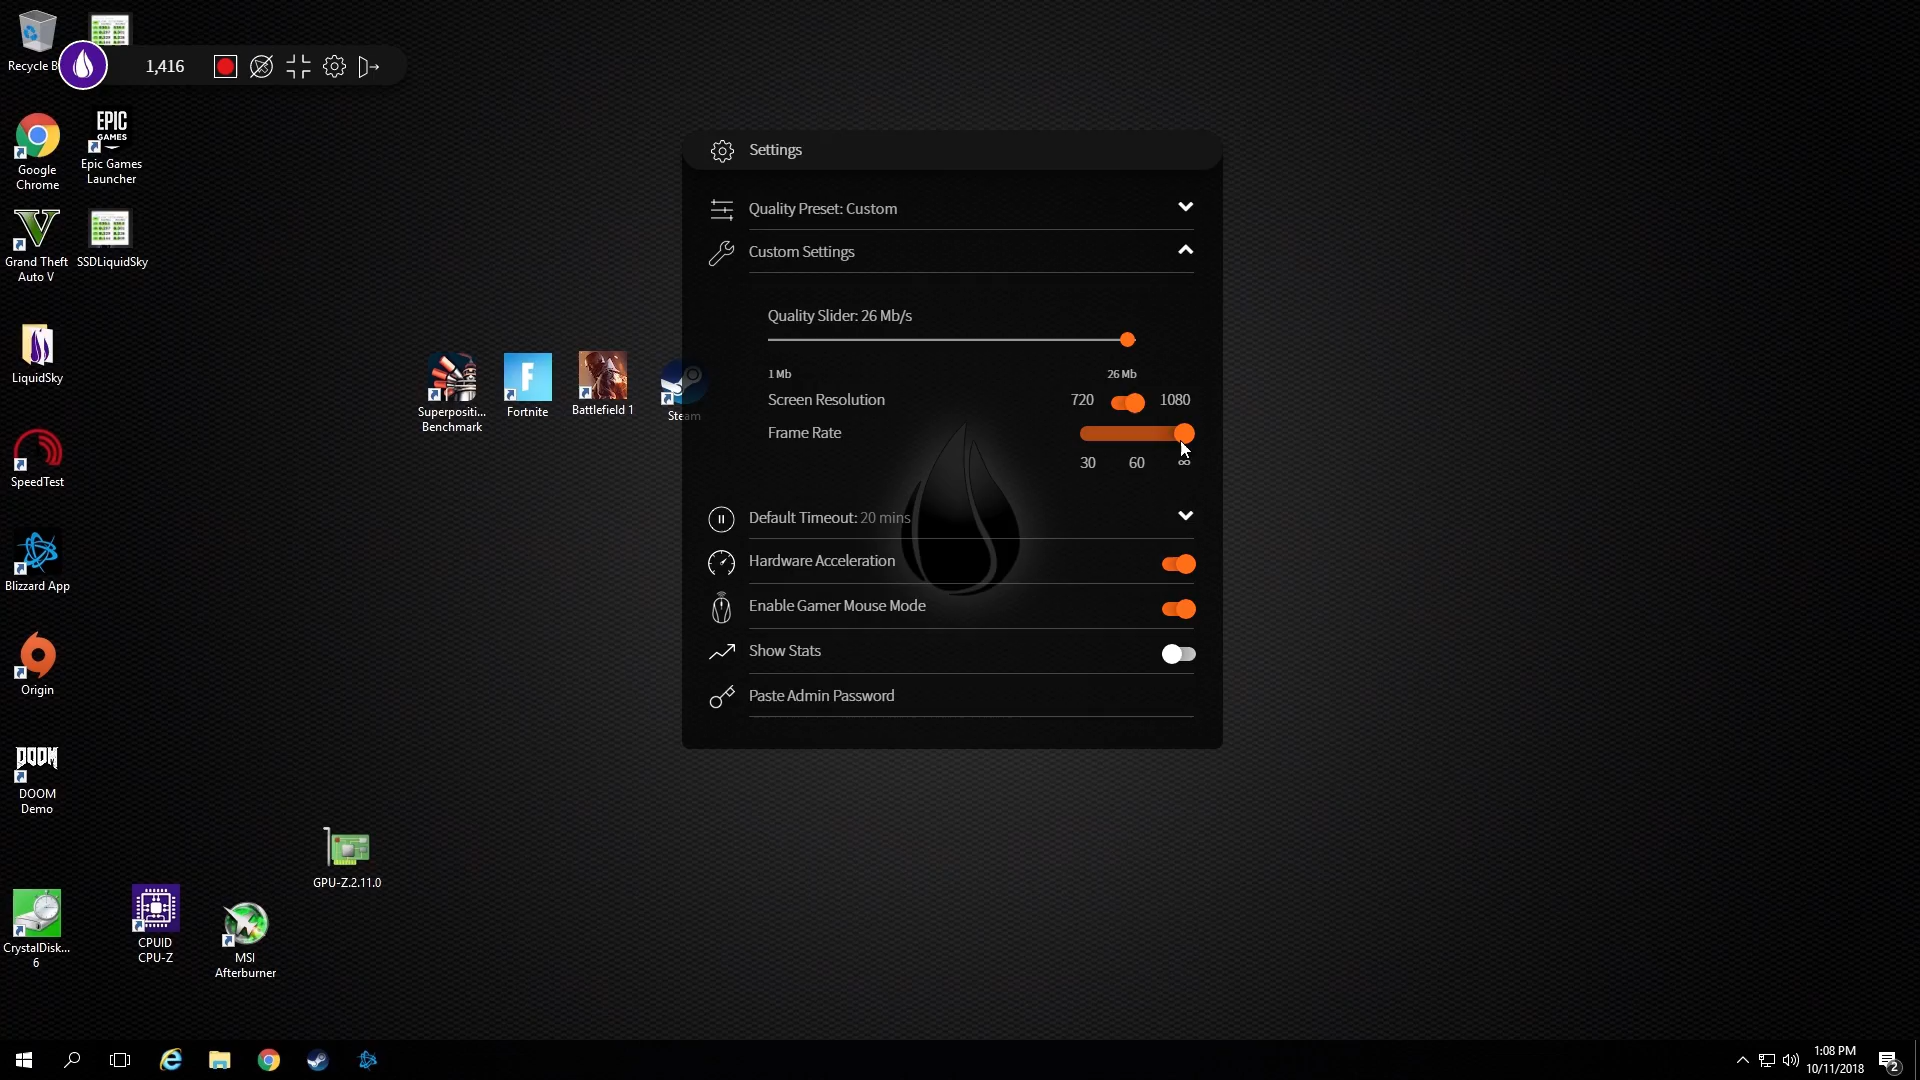 Recycle B
1,416
Google
Chrome
EPIC
GAMES
Epic Games
Launcher
Grand Theft
Auto V
SSDLiquidSky
LiquidSky
SpeedTest
Blizzard App
Origin
DOOM
DOOM
Demo
CrystalDisk...
6
CPUID
CPU-Z
MSI
Afterburner
GPU-Z.2.11.0
Superpositi...
Benchmark
F
Fortnite
Battlefield 1
Steam
Settings
Quality Preset: Custom
Custom Settings
Quality Slider: 26 Mb/s
1 Mb 26 Mb
Screen Resolution 720 1080
Frame Rate
30 60 ∞
Default Timeout: 20 mins
Hardware Acceleration
Enable Gamer Mouse Mode
Show Stats
Paste Admin Password
1:08 PM
10/11/2018
2